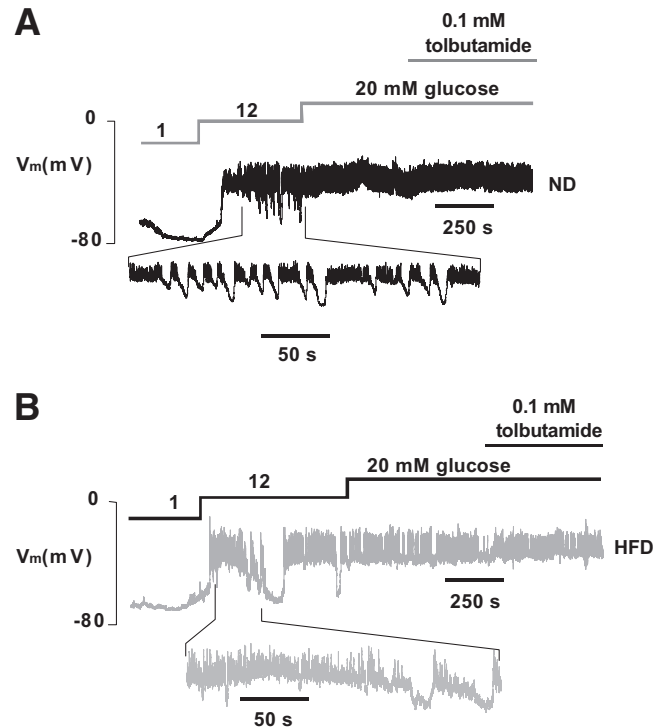 A
0.1 mM
tolbutamide
20 mM glucose
12
1
0
Vm(mV)
ND
-80
250 s
50 s
B
0.1 mM
tolbutamide
20 mM glucose
12
1
0
Vm(mV)
HFD
-80
250 s
50 s